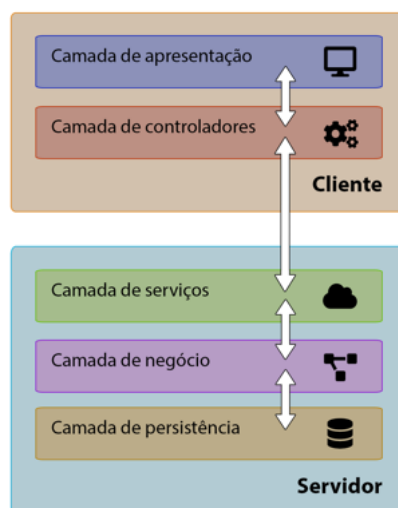 Camada de apresentação
Camada de controladores
Cliente
Camada de serviços
Camada de negócio
Camada de persistência
Servidor